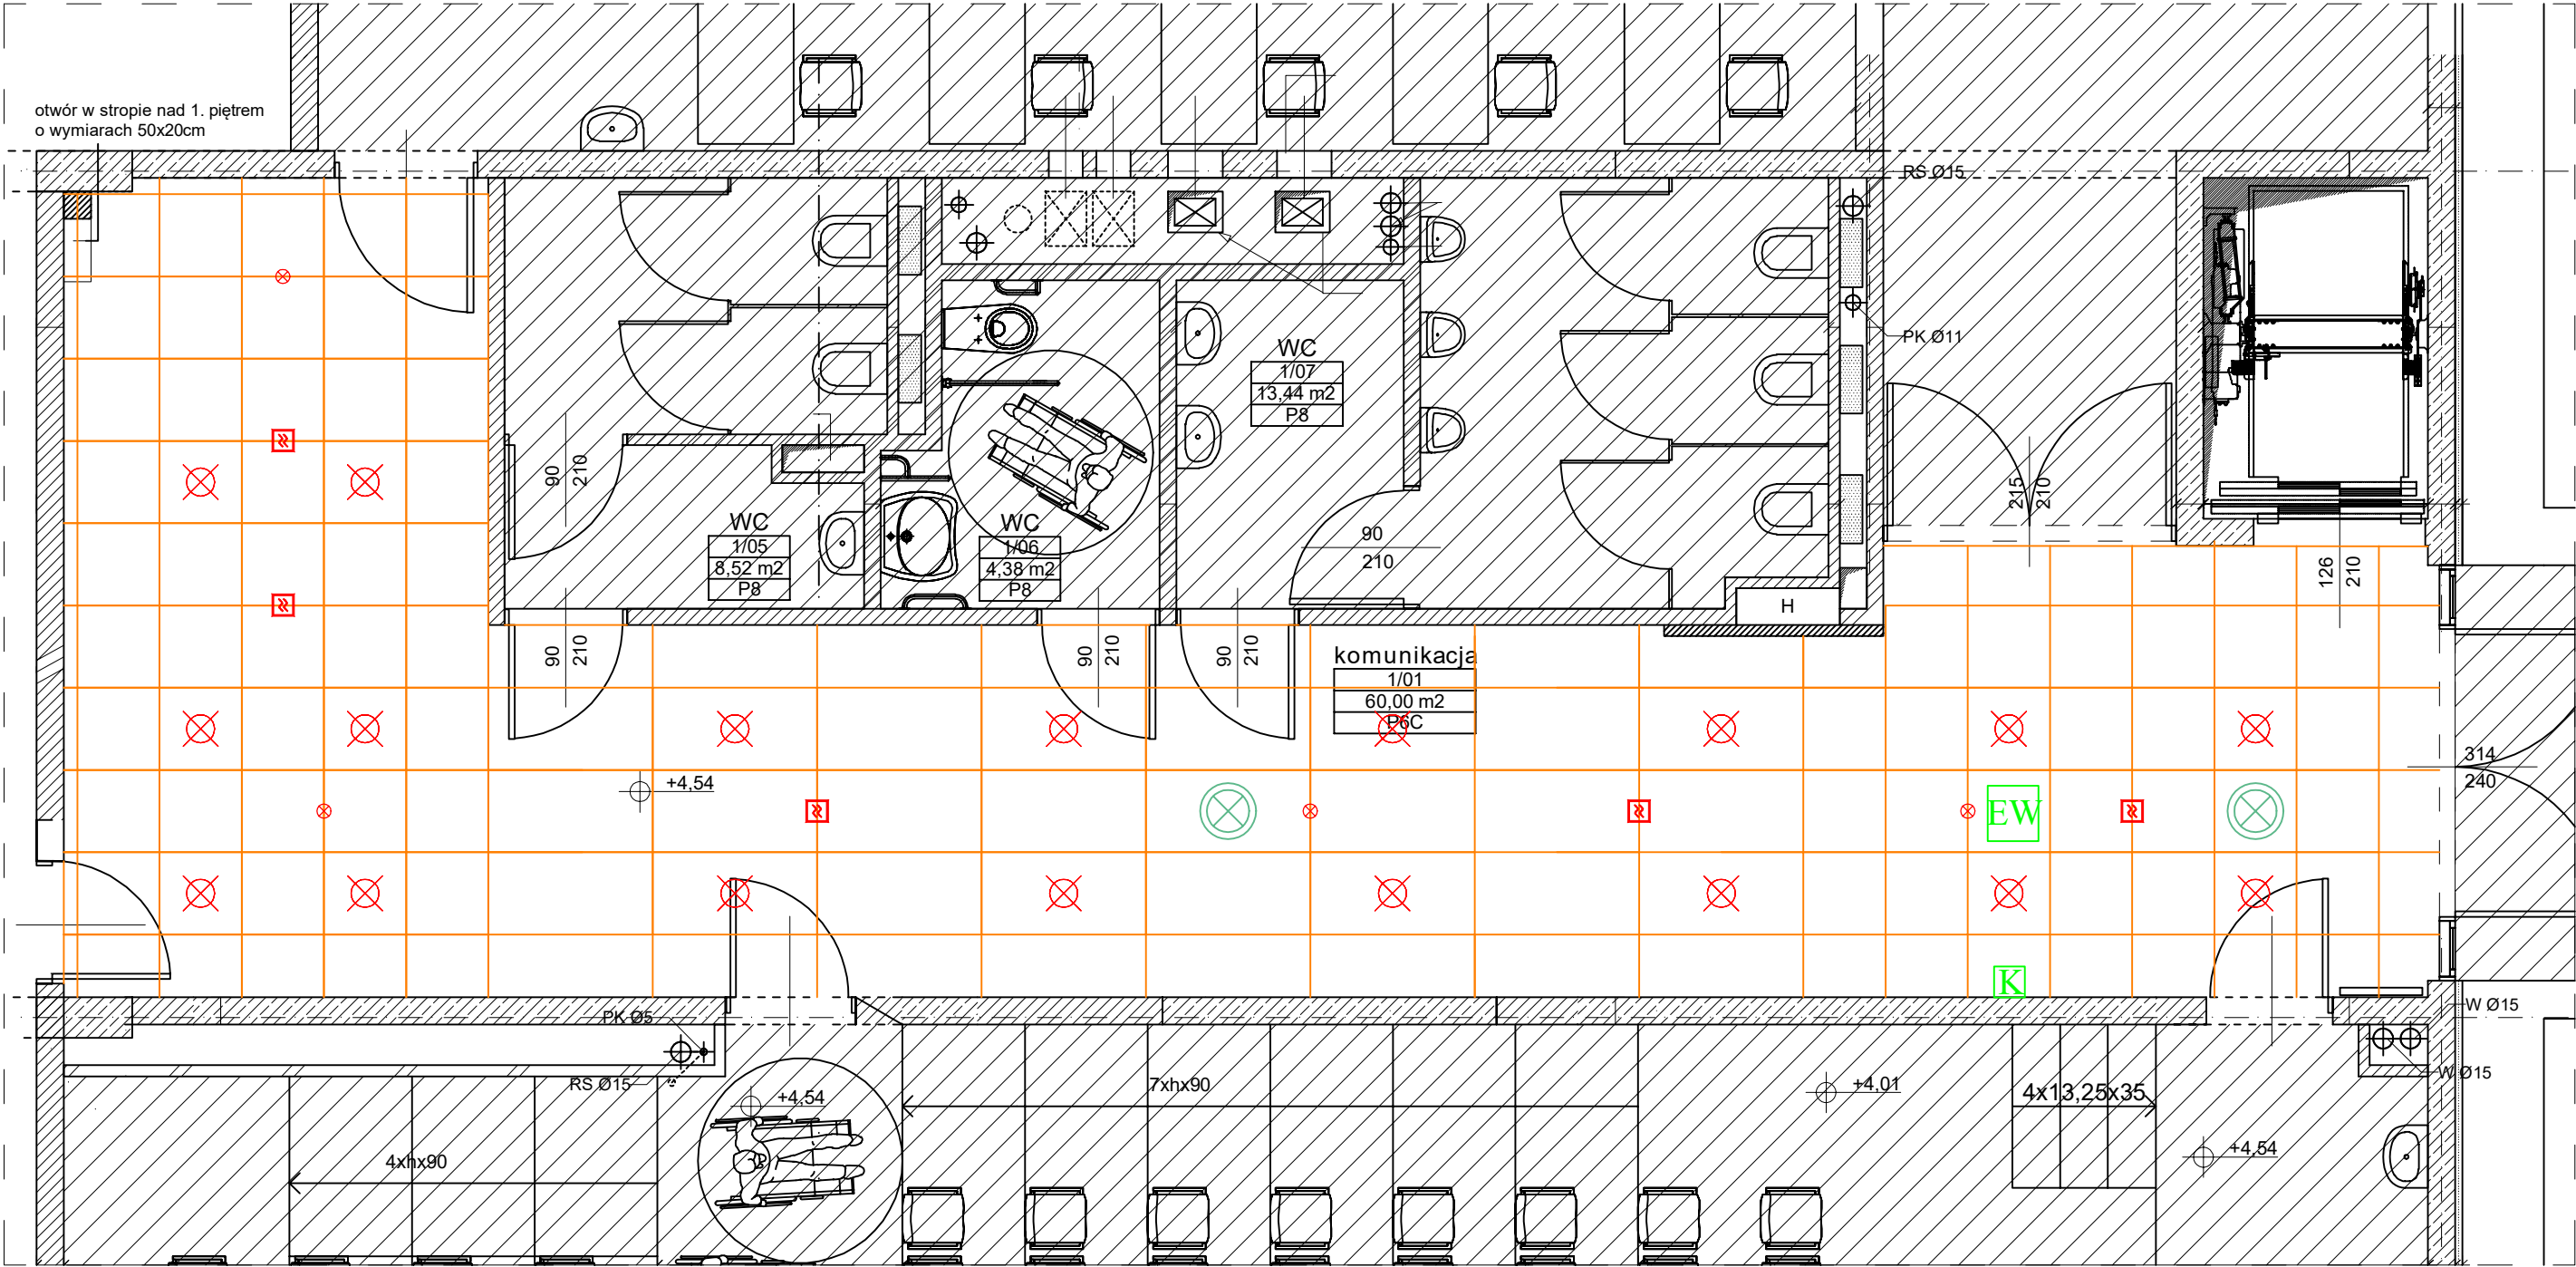 otwór w stropie nad 1. piętrem
o wymiarach 50x20cm
RS Ø15
PK Ø11
WC
1/07
13,44 m2
P8
90
210
WC
1/05
8,52 m2
P8
WC
1/06
4,38 m2
P8
90
210
215
210
126
210
H
90
210
90
210
90
210
komunikacja
1/01
60,00 m2
P6C
+4,54
EW
314
240
K
PK Ø5
RS Ø15
W Ø15
W Ø15
+4,54
7xhx90
+4,01
4x13,25x35
+4,54
4xhx90